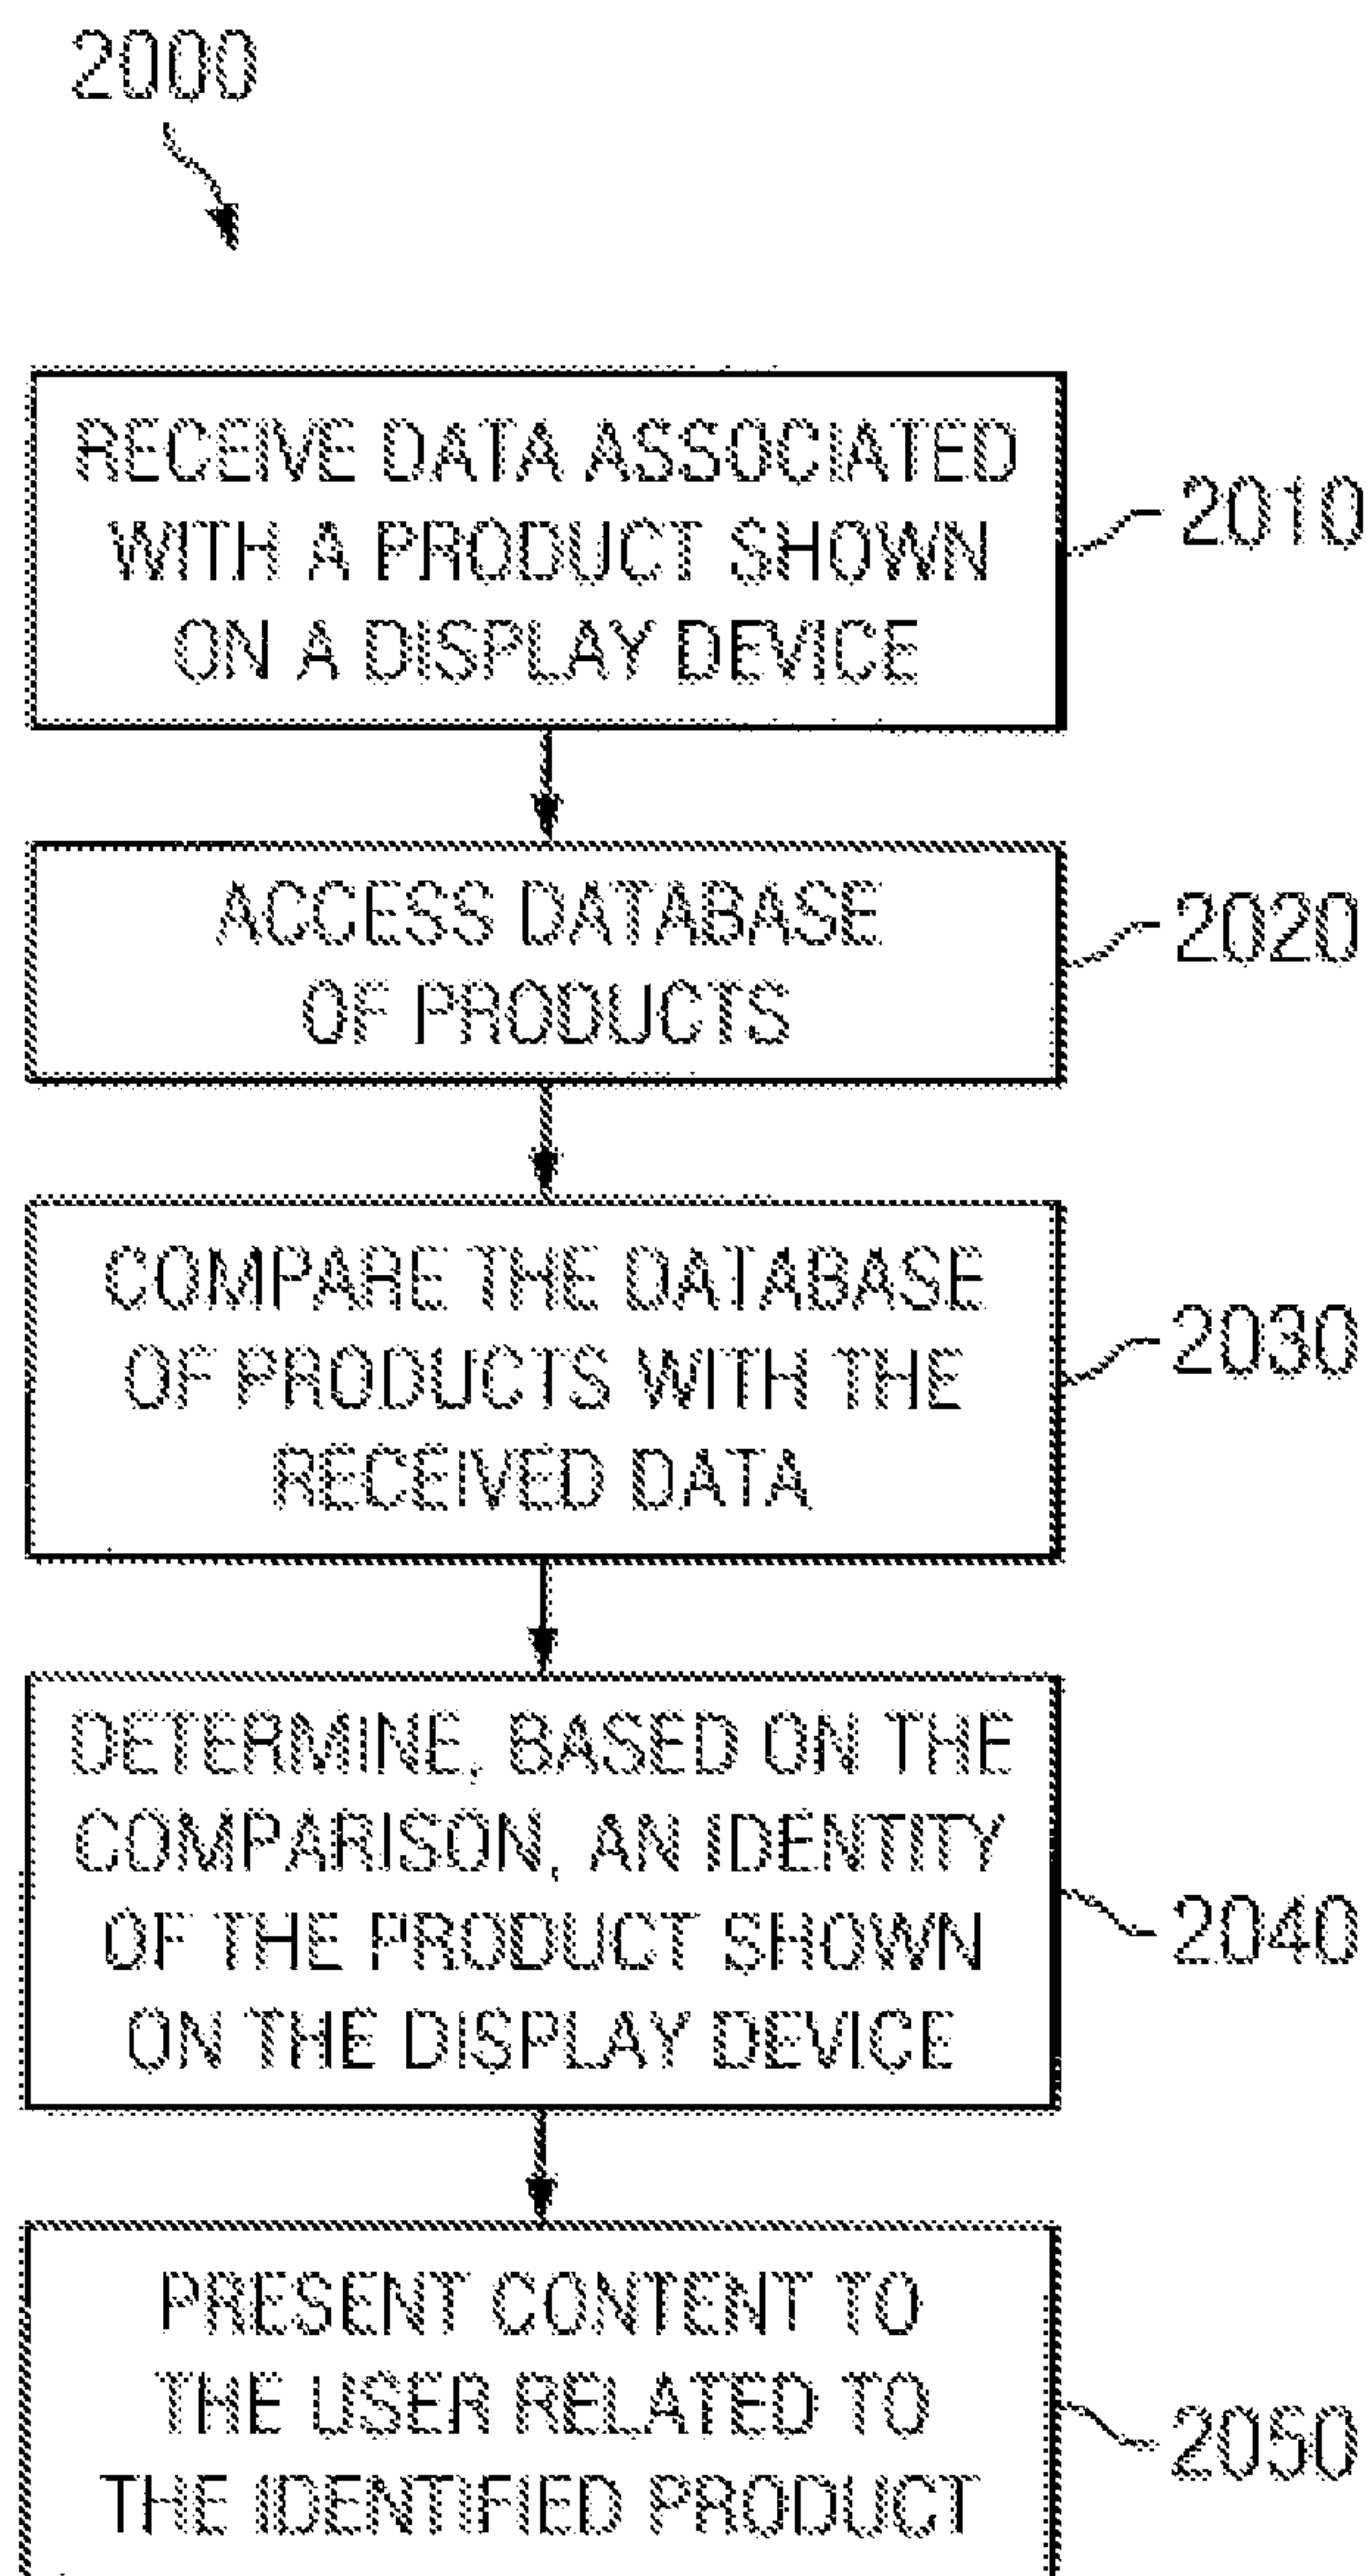 2000
RECEIVE DATA ASSOCIATED
WITH A PRODUCT SHOWN
ON A DISPLAY DEVICE
2010
ACCESS DATABASE
OF PRODUCTS
2020
COMPARE THE DATABASE
OF PRODUCTS WITH THE
RECEIVED DATA
2030
DETERMINE, BASED ON THE
COMPARISON, AN IDENTITY
OF THE PRODUCT SHOWN
ON THE DISPLAY DEVICE
2040
PRESENT CONTENT TO
THE USER RELATED TO
THE IDENTIFIED PRODUCT
2050